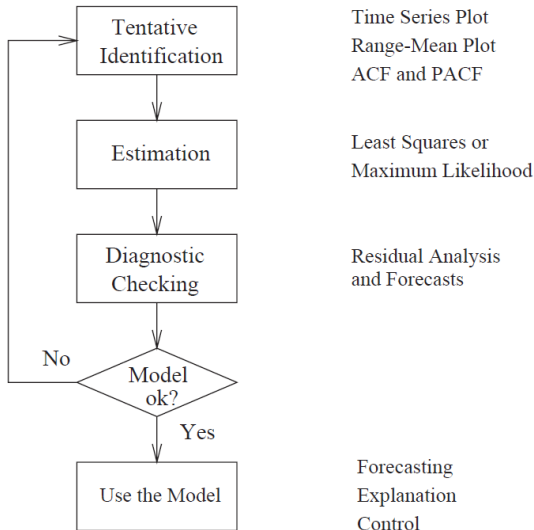 Tentative
Identification
Time Series Plot
Range-Mean Plot
ACF and PACF
Estimation
Least Squares or
Maximum Likelihood
Diagnostic
Checking
Residual Analysis
and Forecasts
No
Model
ok?
Yes
Use the Model
Forecasting
Explanation
Control